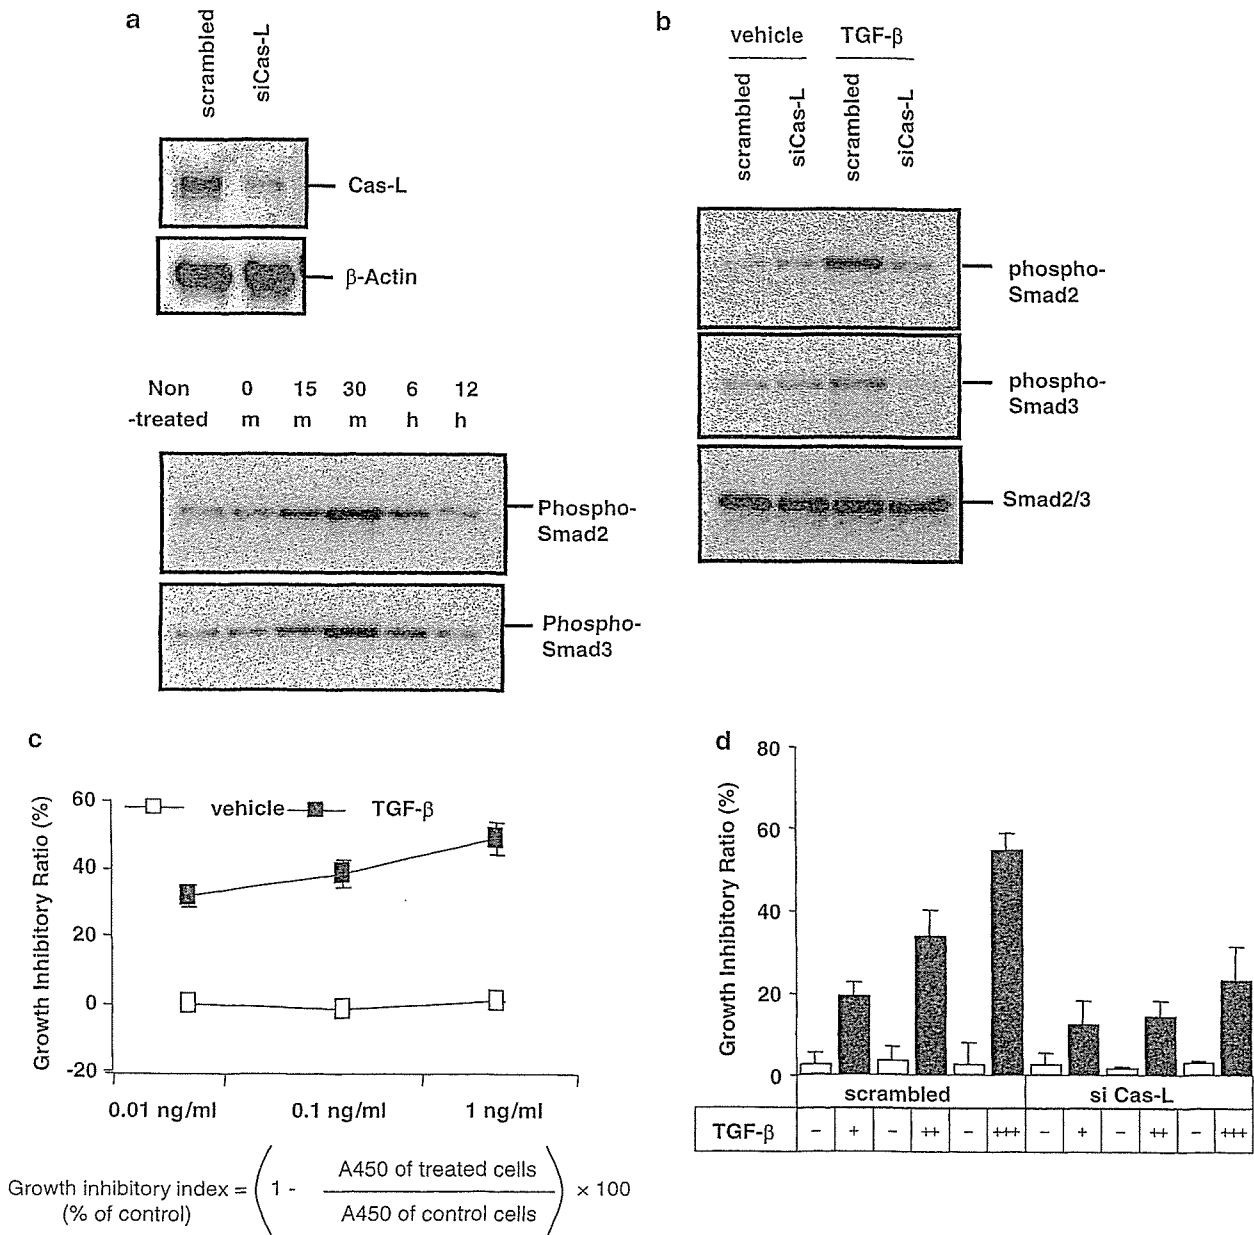 a
scrambled
siCas-L
Cas-L
β-Actin
Non 0 15 30 6 12
-treated m m m h h
Phospho-
Smad2
Phospho-
Smad3
b
vehicle TGF-β
scrambled
siCas-L
scrambled
siCas-L
phospho-
Smad2
phospho-
Smad3
Smad2/3
c
Growth Inhibitory Ratio (%)
60
40
20
0
-20
vehicle TGF-β
0.01 ng/ml 0.1 ng/ml 1 ng/ml
Growth inhibitory index = ( 1 - A450 of treated cells
A450 of control cells ) × 100
(% of control)
d
Growth Inhibitory Ratio (%)
80
60
40
20
0
scrambled si Cas-L
TGF-β - + - ++ - +++ - + - ++ - +++